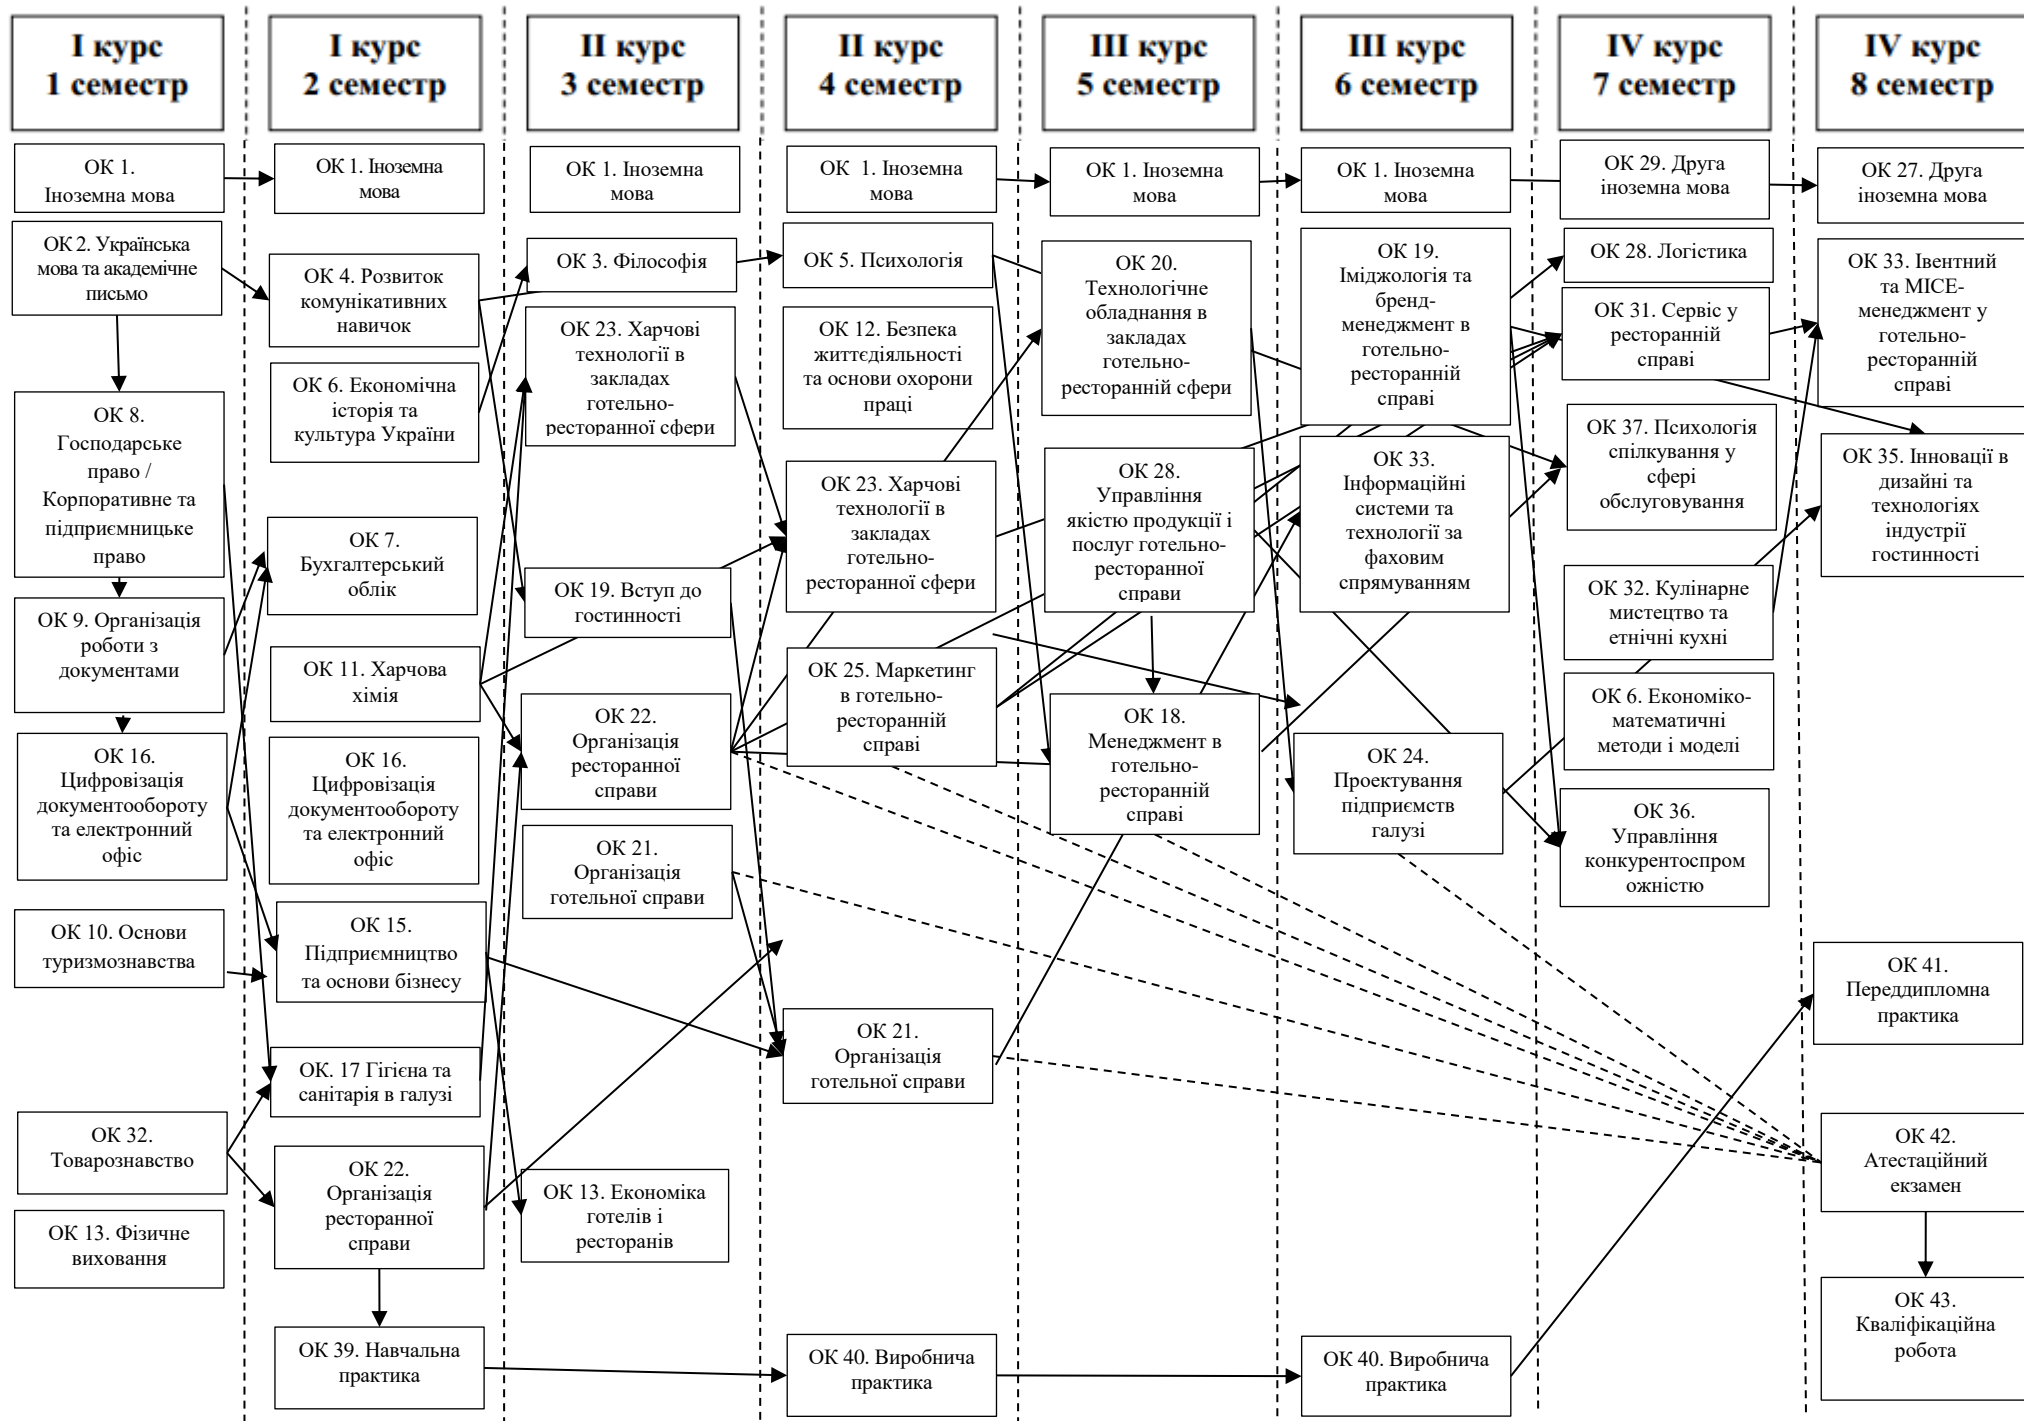 І курс
1 семестр
І курс
2 семестр
ІІ курс
3 семестр
ІІ курс
4 семестр
ІІІ курс
5 семестр
ІІІ курс
6 семестр
IV курс
7 семестр
IV курс
8 семестр
ОК 1.
Іноземна мова
ОК 2. Українська
мова та академічне
письмо
ОК 8.
Господарське
право /
Корпоративне та
підприємницьке
право
ОК 9. Організація
роботи з
документами
ОК 16.
Цифровізація
документообороту
та електронний
офіс
ОК 10. Основи
туризмознавства
ОК 32.
Товарознавство
ОК 13. Фізичне
виховання
ОК 1. Іноземна
мова
ОК 4. Розвиток
комунікативних
навичок
ОК 6. Економічна
історія та
культура України
ОК 7.
Бухгалтерський
облік
ОК 11. Харчова
хімія
ОК 16.
Цифровізація
документообороту
та електронний
офіс
ОК 15.
Підприємництво
та основи бізнесу
ОК. 17 Гігієна та
санітарія в галузі
ОК 22.
Організація
ресторанної
справи
ОК 39. Навчальна
практика
ОК 1. Іноземна
мова
ОК 3. Філософія
ОК 23. Харчові
технології в
закладах
готельно-
ресторанної сфери
ОК 19. Вступ до
гостинності
ОК 22.
Організація
ресторанної
справи
ОК 21.
Організація
готельної справи
ОК 13. Економіка
готелів і
ресторанів
ОК 1. Іноземна
мова
ОК 5. Психологія
ОК 12. Безпека
життєдіяльності
та основи охорони
праці
ОК 23. Харчові
технології в
закладах
готельно-
ресторанної сфери
ОК 25. Маркетинг
в готельно-
ресторанній
справі
ОК 21.
Організація
готельної справи
ОК 40. Виробнича
практика
ОК 1. Іноземна
мова
ОК 20.
Технологічне
обладнання в
закладах
готельно-
ресторанній сфери
ОК 28.
Управління
якістю продукції і
послуг готельно-
ресторанної
справи
ОК 18.
Менеджмент в
готельно-
ресторанній
справі
ОК 1. Іноземна
мова
ОК 19.
Іміджологія та
бренд-
менеджмент в
готельно-
ресторанній
справі
ОК 33.
Інформаційні
системи та
технології за
фаховим
спрямуванням
ОК 24.
Проектування
підприємств
галузі
ОК 40. Виробнича
практика
ОК 29. Друга
іноземна мова
ОК 28. Логістика
ОК 31. Сервіс у
ресторанній
справі
ОК 37. Психологія
спілкування у
сфері
обслуговування
ОК 32. Кулінарне
мистецтво та
етнічні кухні
ОК 6. Економіко-
математичні
методи і моделі
ОК 36.
Управління
конкурентоспром
ожністю
ОК 27. Друга
іноземна мова
ОК 33. Івентний
та МІСЕ-
менеджмент у
готельно-
ресторанній
справі
ОК 35. Інновації в
дизайні та
технологіях
індустрії
гостинності
ОК 41.
Переддипломна
практика
ОК 42.
Атестаційний
екзамен
ОК 43.
Кваліфікаційна
робота